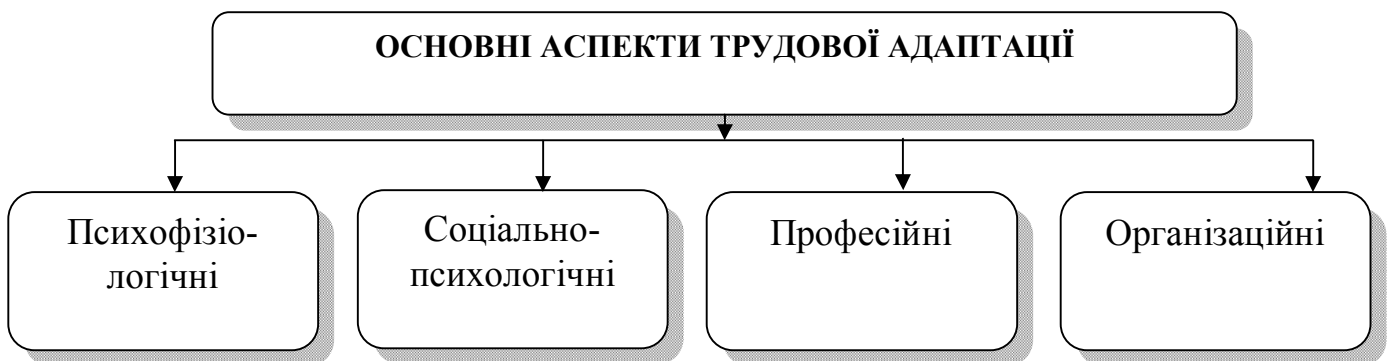 ОСНОВНІ АСПЕКТИ ТРУДОВОЇ АДАПТАЦІЇ
Психофізіо-
логічні
Соціально-
психологічні
Професійні
Організаційні